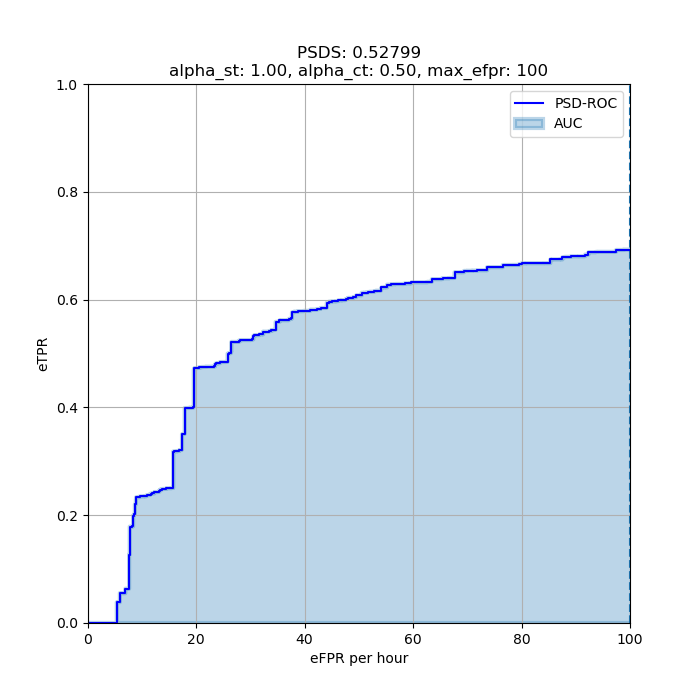 PSDS: 0.52799
alpha_st: 1.00, alpha_ct: 0.50, max_efpr: 100
PSD-ROC
AUC
1.0
0.8
0.6
0.4
0.2
0.0
eTPR
0 20 40 60 80 100
eFPR per hour